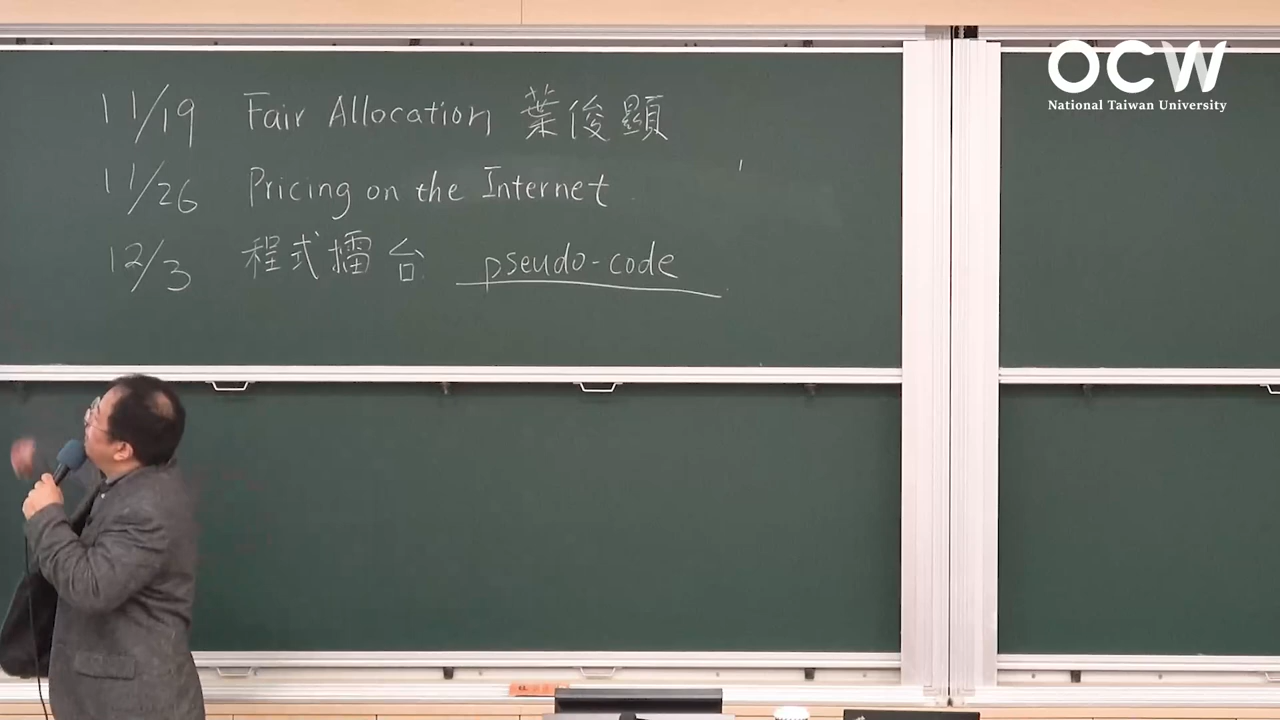 OCW
National Taiwan University
11/19 Fair Allocation 葉俊顯
11/26 Pricing on the Internet
12/3 程式擂台 pseudo-code